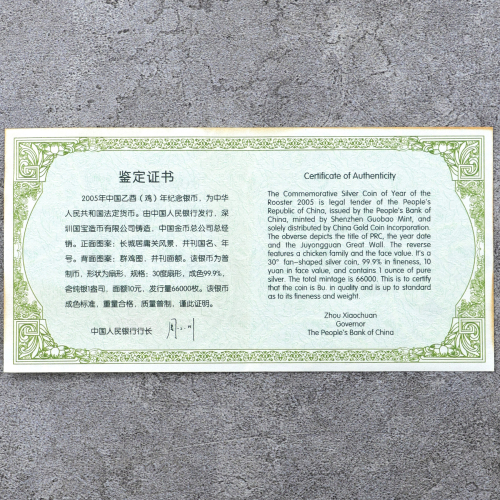 鉴定证书
2005年中国乙酉（鸡）年纪念银币，为中华
人民共和国法定货币。由中国人民银行发行，深
圳国宝造币有限公司铸造，中国金币总公司总经
销。正面图案：长城居庸关风景，并刊国名、年
号。背面图案：群鸡图，并刊面额。该银币为普
制币，形状为扇形，规格：30度扇形，成色99.9%，
含纯银1盎司，面额10元，发行量66000枚。该银币
成色标准，重量合格，质量普制，谨此证明。
中国人民银行行长
Certificate of Authenticity
The Commemorative Silver Coin of Year of the
Rooster 2005 is legal tender of the People's
Republic of China, issued by the People's Bank of
China, minted by Shenzhen Guobao Mint, and
solely distributed by China Gold Coin Incorporation.
The obverse depicts the title of PRC, the year date
and the Juyongguan Great Wall. The reverse
features a chicken family and the face value. It's a
30° fan-shaped silver coin, 99.9% in fineness, 10
yuan in face value, and contains 1 ounce of pure
silver. The total mintage is 66000. This is to certify
that the coin is Bu. in quality and is up to standard
as to its fineness and weight.
Zhou Xiaochuan
Governor
The People's Bank of China